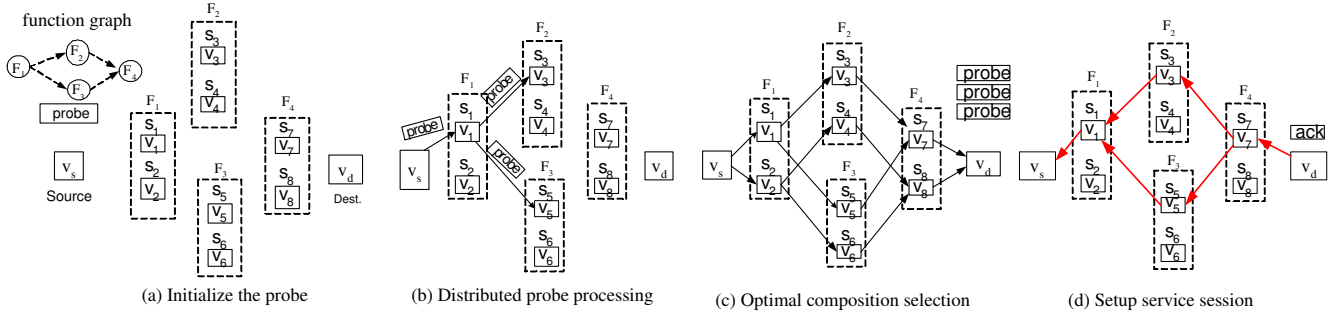 function graph
F1
F2
F3
F4
probe
vs
Source
F1
S1
V1
S2
V2
F2
S3
V3
S4
V4
F3
S5
V5
S6
V6
F4
S7
V7
S8
V8
vd
Dest.
(a) Initialize the probe
probe
vs
F1
S1
V1
S2
V2
probe
probe
F2
S3
V3
S4
V4
F3
S5
V5
S6
V6
F4
S7
V7
S8
V8
vd
(b) Distributed probe processing
vs
F1
S1
V1
S2
V2
F2
S3
V3
S4
V4
F3
S5
V5
S6
V6
probe
probe
probe
F4
S7
V7
S8
V8
vd
(c) Optimal composition selection
vs
F1
S1
V1
S2
V2
F2
S3
V3
S4
V4
F3
S5
V5
S6
V6
F4
S7
V7
S8
V8
ack
vd
(d) Setup service session